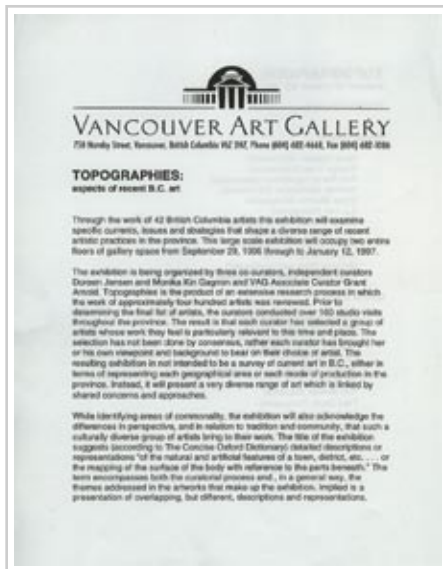 VANCOUVER ART GALLERY
750 Hornby Street, Vancouver, British Columbia V6Z 2H7, Phone (604) 682-4668, Fax (604) 682-1086
TOPOGRAPHIES:
aspects of recent B.C. art
Through the work of 42 British Columbia artists this exhibition will examine
specific currents, issues and strategies that shape a diverse range of recent
artistic practices in the province. This large scale exhibition will occupy two entire
floors of gallery space from September 29, 1996 through to January 12, 1997.
The exhibition is being organized by three co-curators, independent curators
Doreen Jensen and Monika Kin Gagnon and VAG Associate Curator Grant
Arnold. Topographies is the product of an extensive research process in which
the work of approximately four hundred artists was reviewed. Prior to
determining the final list of artists, the curators conducted over 160 studio visits
throughout the province. The result is that each curator has selected a group of
artists whose work they feel is particularly relevant to this time and place. The
selection has not been done by consensus, rather each curator has brought her
or his own viewpoint and background to bear on their choice of artist. The
resulting exhibition in not intended to be a survey of current art in B.C., either in
terms of representing each geographical area or each mode of production in the
province. Instead, it will present a very diverse range of art which is linked by
shared concerns and approaches.
While identifying areas of commonality, the exhibition will also acknowledge the
differences in perspective, and in relation to tradition and community, that such a
culturally diverse group of artists bring to their work. The title of the exhibition
suggests (according to The Concise Oxford Dictionary) detailed descriptions or
representations "of the natural and artificial features of a town, district, etc. . . . or
the mapping of the surface of the body with reference to the parts beneath." The
term encompasses both the curatorial process and, in a general way, the
themes addressed in the artworks that make up the exhibition. Implied is a
presentation of overlapping, but different, descriptions and representations.